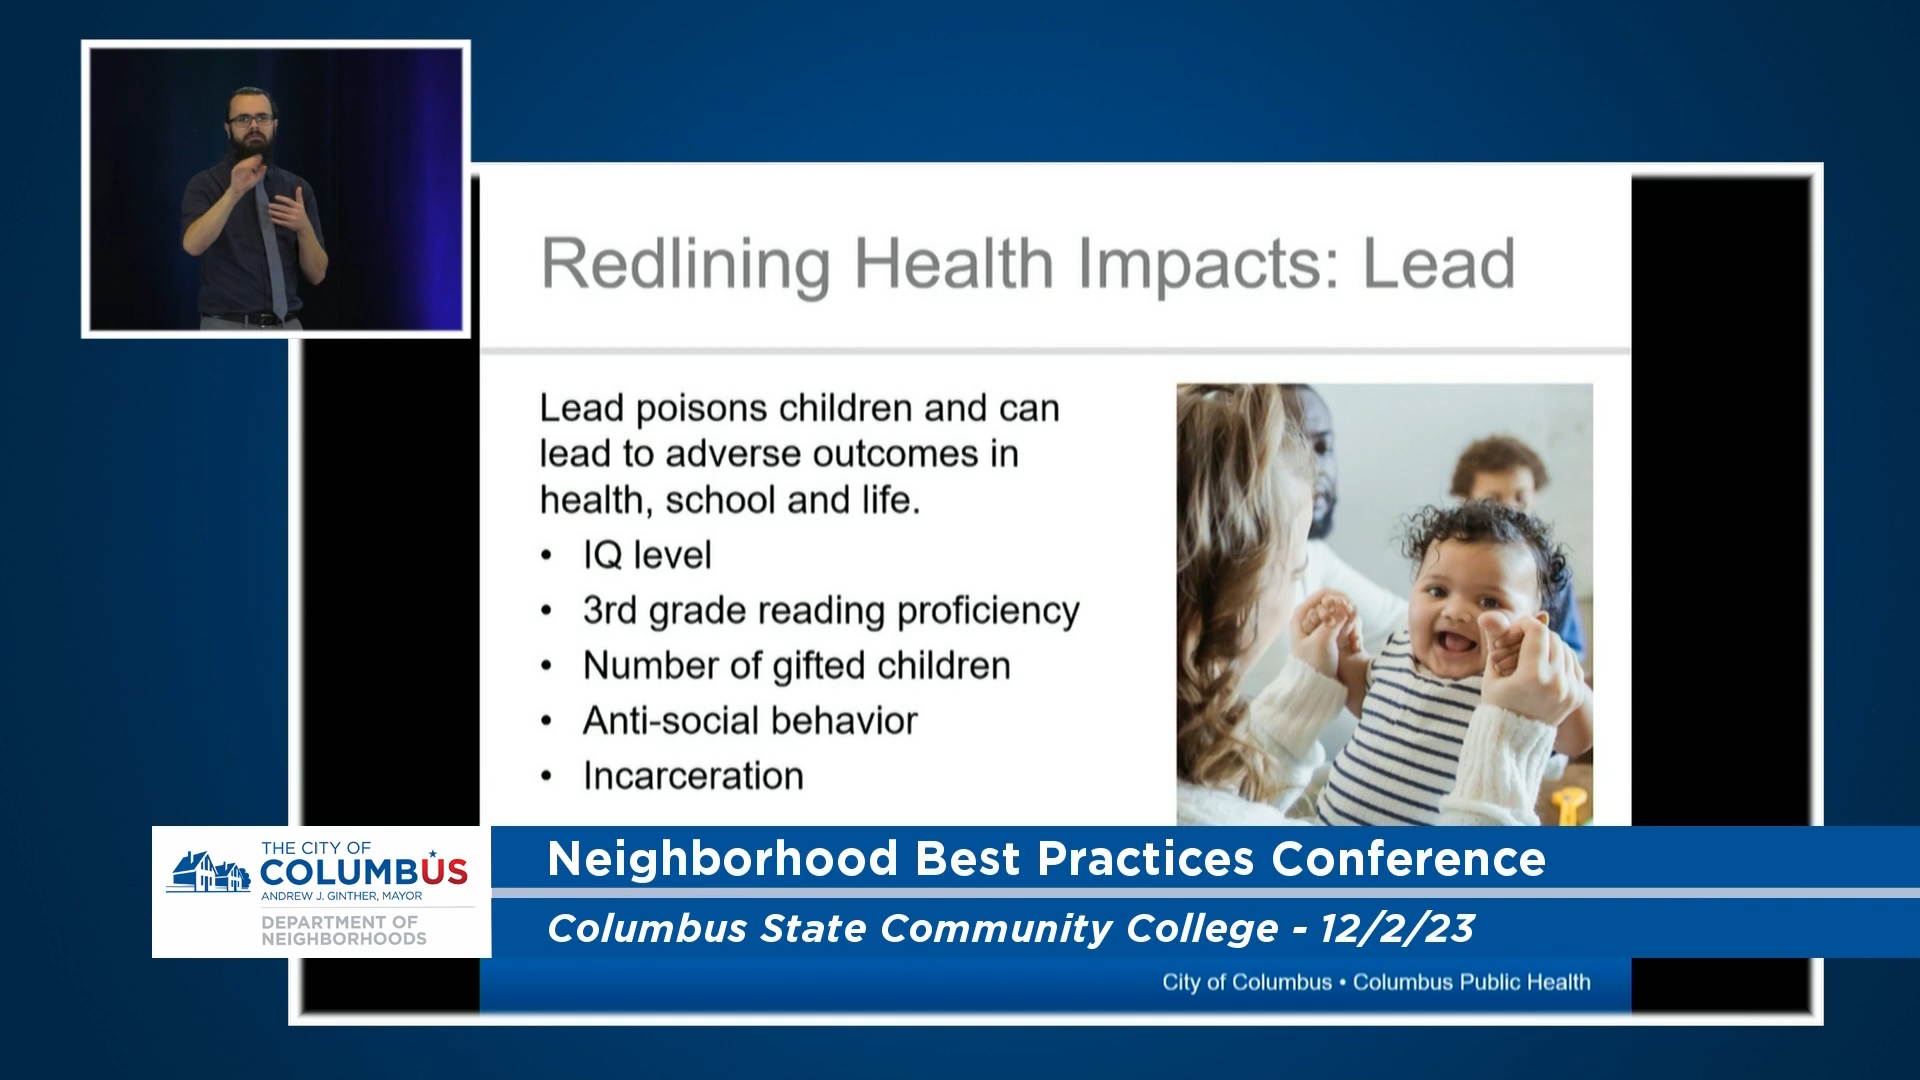 Redlining Health Impacts: Lead
Lead poisons children and can
lead to adverse outcomes in
health, school and life.
• IQ level
• 3rd grade reading proficiency
• Number of gifted children
• Anti-social behavior
• Incarceration
THE CITY OF
COLUMBUS
ANDREW J. GINTHER, MAYOR
DEPARTMENT OF
NEIGHBORHOODS
Neighborhood Best Practices Conference
Columbus State Community College - 12/2/23
City of Columbus • Columbus Public Health